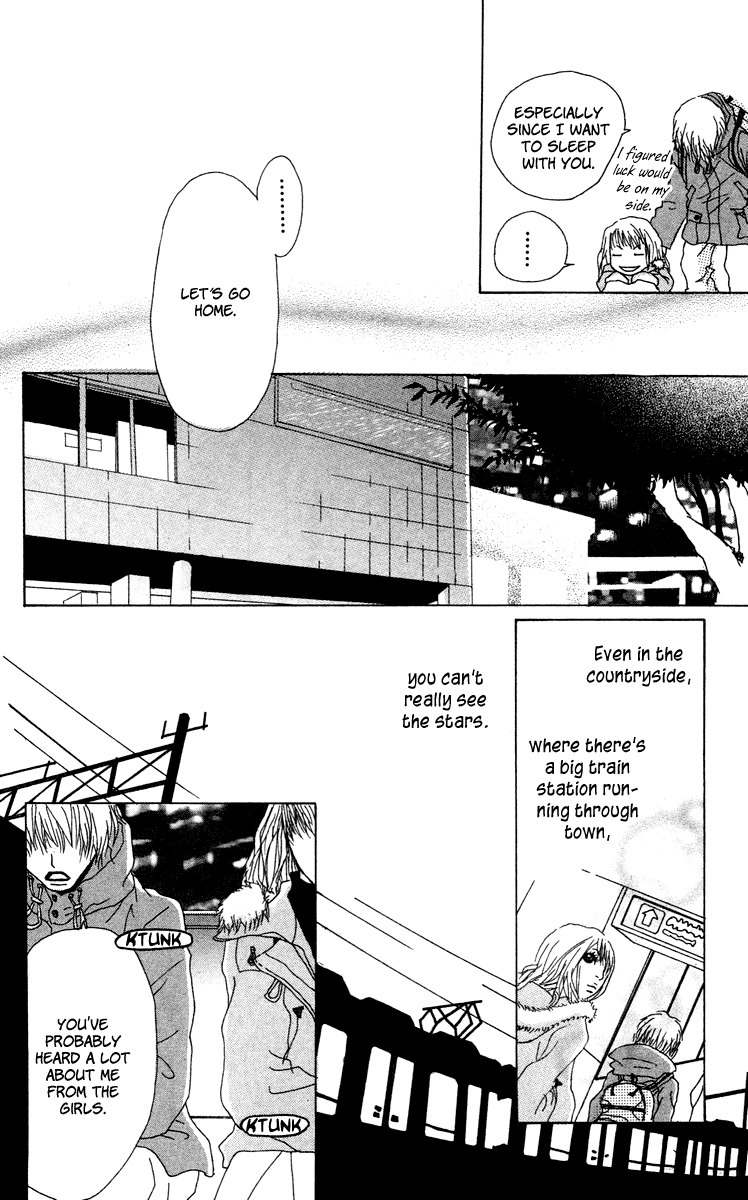 ESPECIALLY
SINCE I WANT
TO SLEEP
WITH YOU.
I figured
luck would
be on my
side.
......
........
LET'S GO
HOME.
Even in the
countryside,
where there's
a big train
station run-
ning through
town,
you can't
really see
the stars.
KTUNK
YOU'VE
PROBABLY
HEARD A LOT
ABOUT ME
FROM THE
GIRLS.
KTUNK